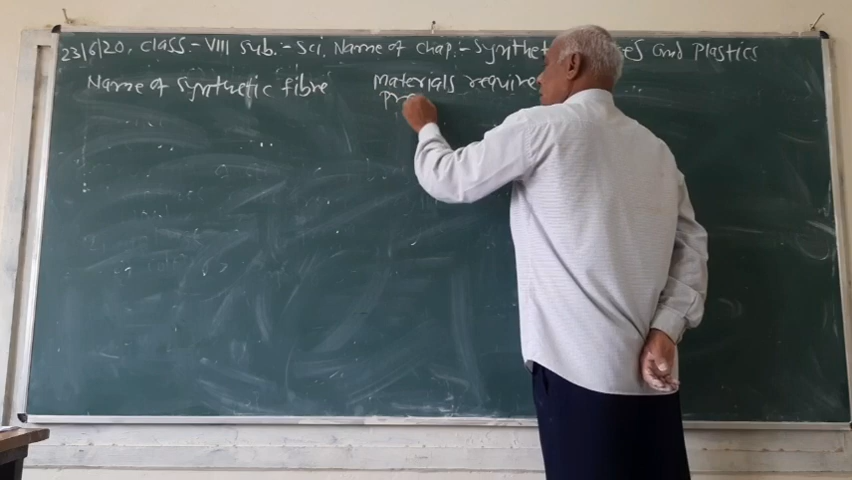 23/6/20, Class:- VIII Sub:- Sci. Name of Chap:- Synthet es and Plastics
Name of Synthetic fibre Materials require
Pro